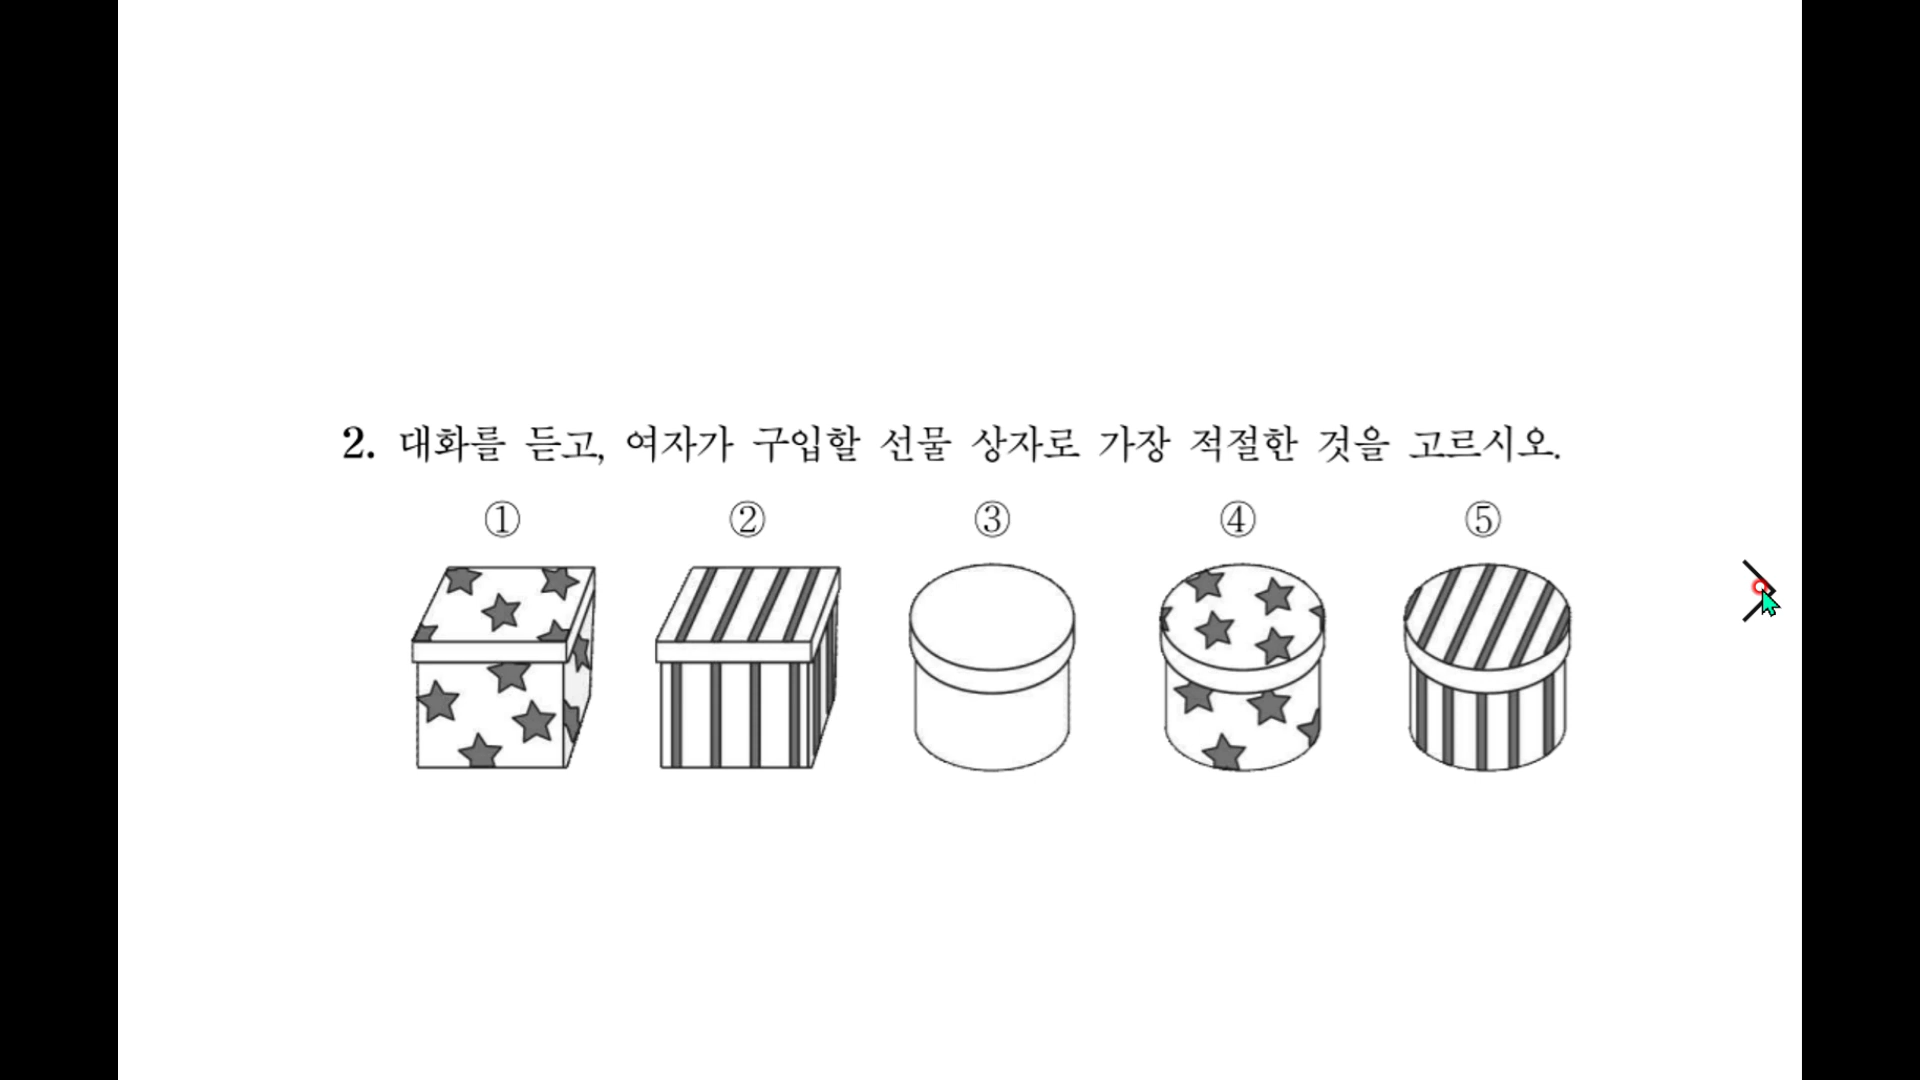 2. 대화를 듣고, 여자가 구입할 선물 상자로 가장 적절한 것을 고르시오.
① ② ③ ④ ⑤